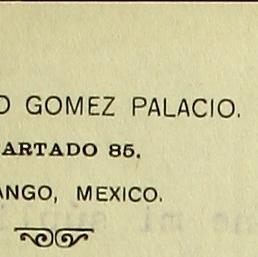 O GOMEZ PALACIO.
ARTADO 85.
ANGO, MEXICO.